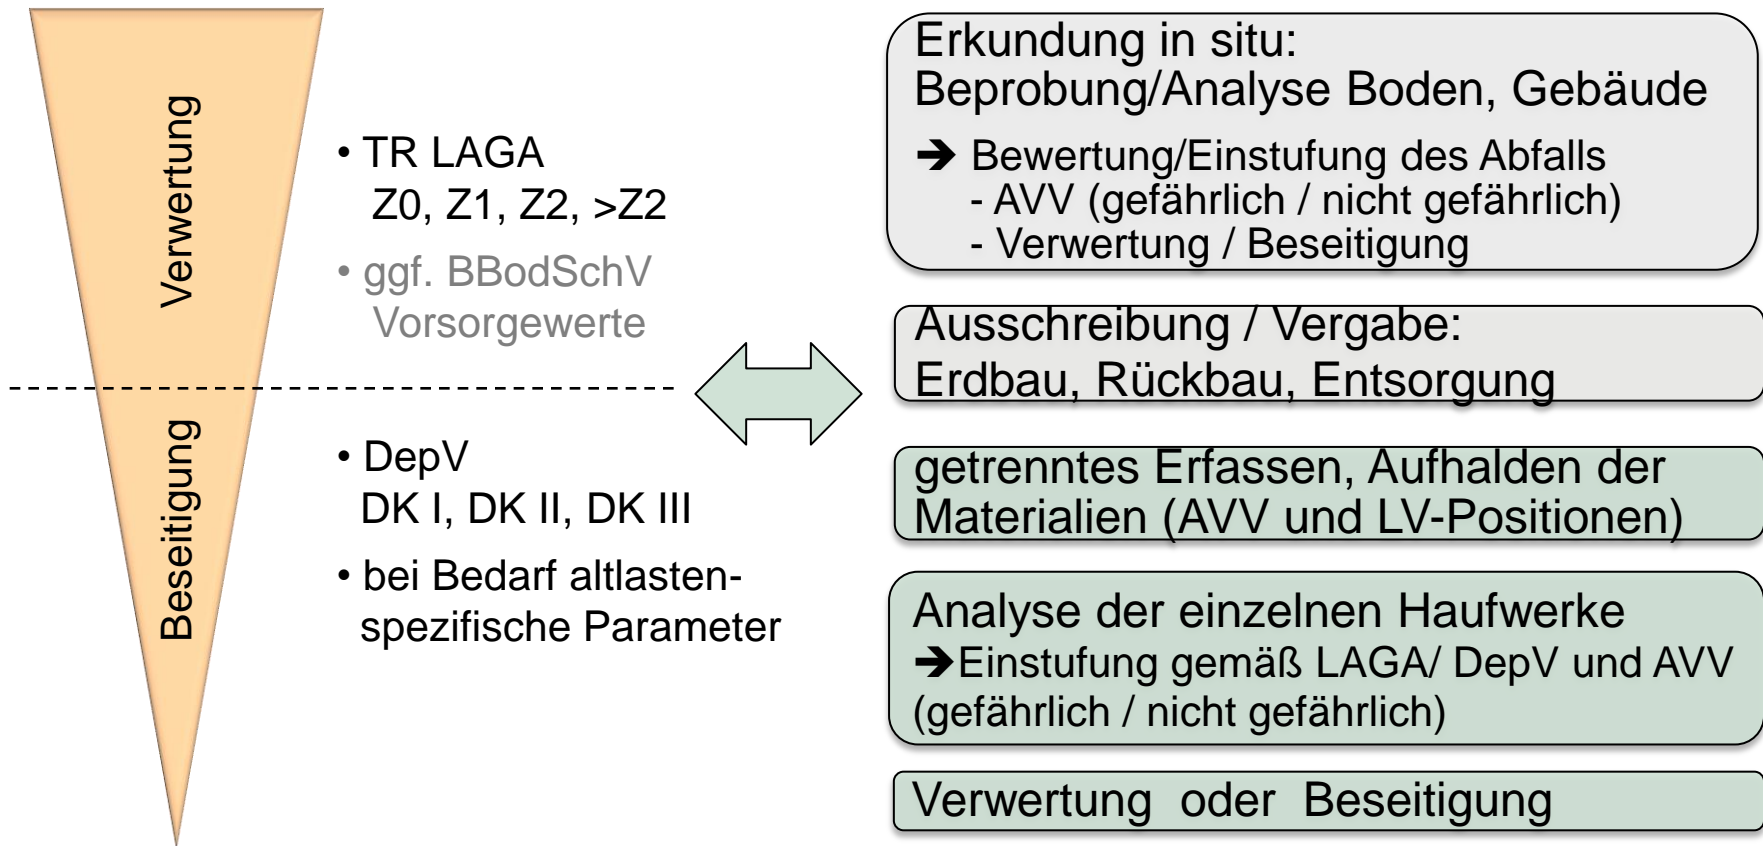 Verwertung
Beseitigung
• TR LAGA
Z0, Z1, Z2, >Z2
• ggf. BBodSchV
Vorsorgewerte
• DepV
DK I, DK II, DK III
• bei Bedarf altlasten-
spezifische Parameter
Erkundung in situ:
Beprobung/Analyse Boden, Gebäude
➔ Bewertung/Einstufung des Abfalls
- AVV (gefährlich / nicht gefährlich)
- Verwertung / Beseitigung
Ausschreibung / Vergabe:
Erdbau, Rückbau, Entsorgung
getrenntes Erfassen, Aufhalden der
Materialien (AVV und LV-Positionen)
Analyse der einzelnen Haufwerke
➔Einstufung gemäß LAGA/ DepV und AVV
(gefährlich / nicht gefährlich)
Verwertung oder Beseitigung